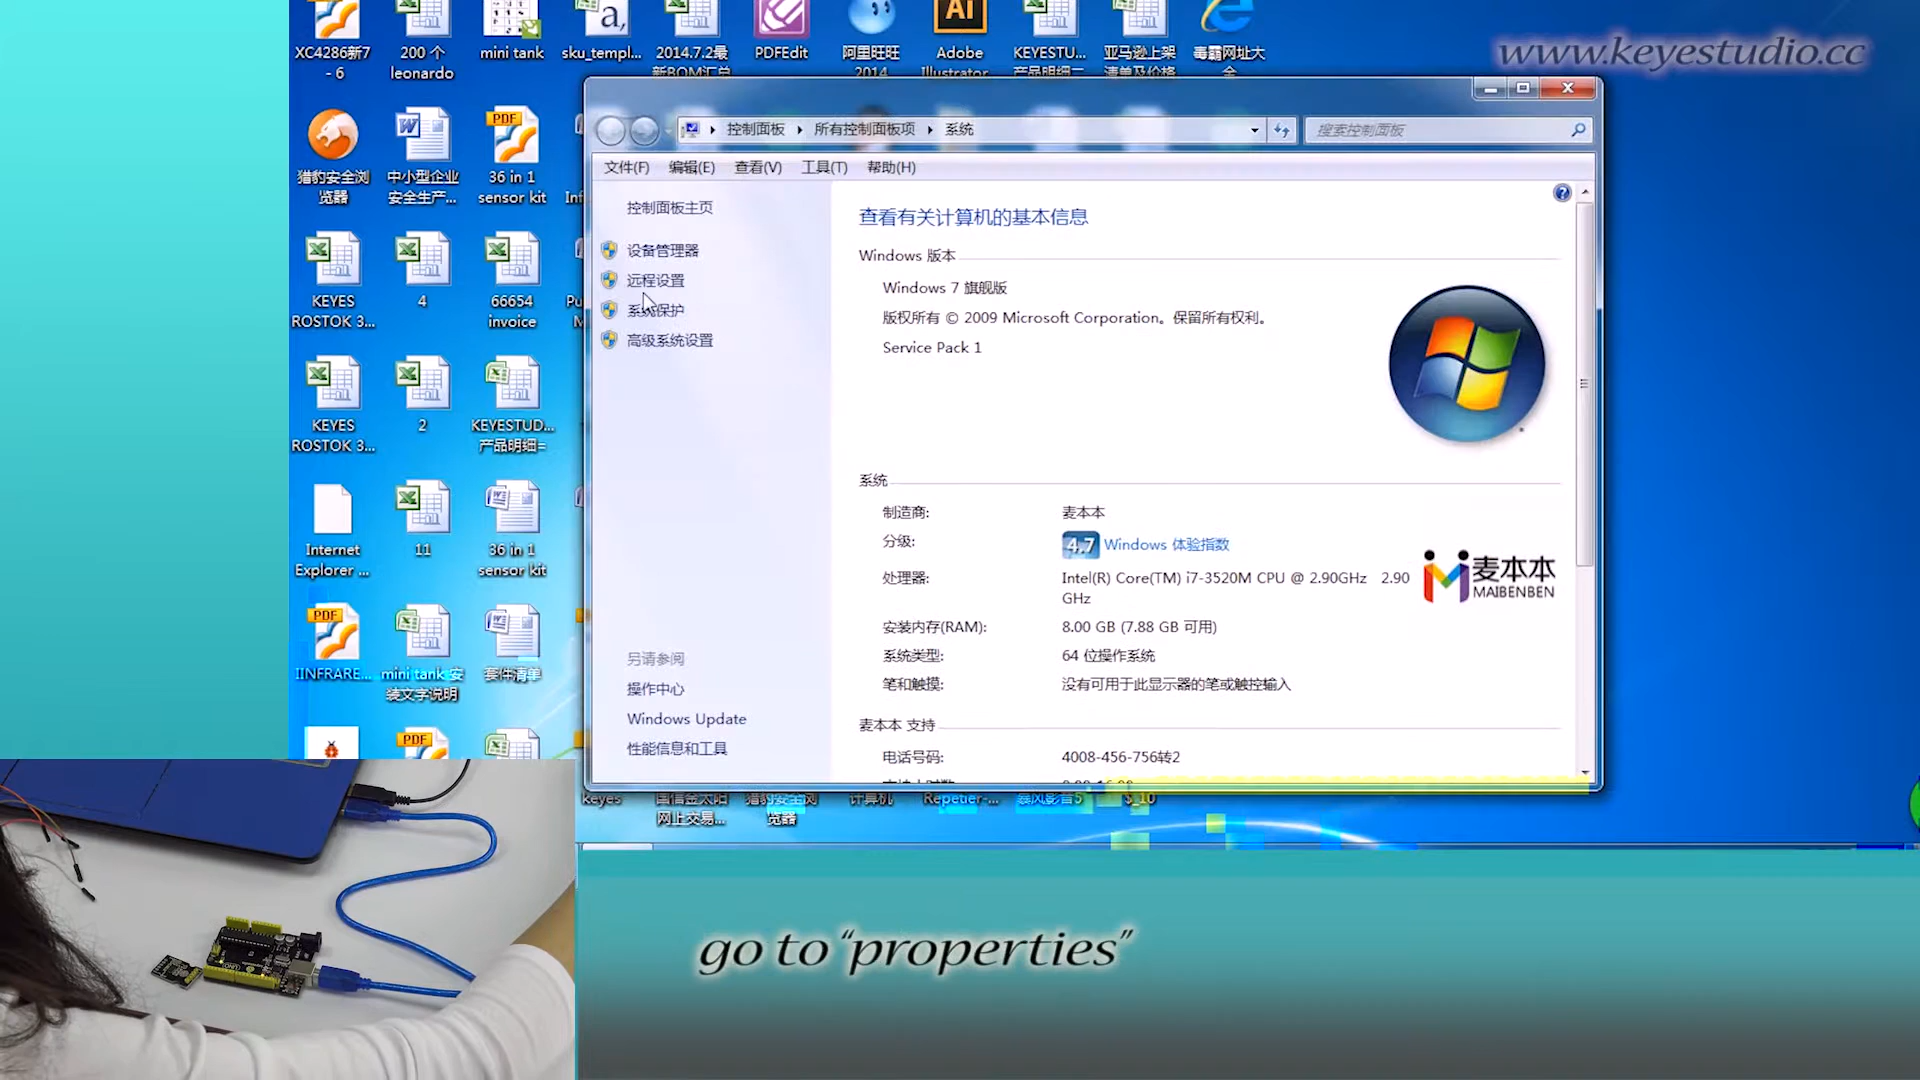 XC4286新7
- 6
200 个
leonardo
mini tank
sku_templ...
2014.7.2最
新BOM汇总
PDFEdit
阿里旺旺
2014
Adobe
Illustrator
KEYESTU...
产品明细二
亚马逊上架
清单及价格
毒霸网址大
全
www.keyestudio.cc
猎豹安全浏
览器
中小型企业
安全生产...
36 in 1
sensor kit
控制面板 所有控制面板项 系统
搜索控制面板
文件(F) 编辑(E) 查看(V) 工具(T) 帮助(H)
控制面板主页
设备管理器
远程设置
系统保护
高级系统设置
查看有关计算机的基本信息
Windows 版本
Windows 7 旗舰版
版权所有 © 2009 Microsoft Corporation。保留所有权利。
Service Pack 1
KEYES
ROSTOK 3...
4
66654
invoice
KEYES
ROSTOK 3...
2
KEYESTUD...
产品明细=
系统
制造商: 麦本本
分级: 4.7 Windows 体验指数
处理器: Intel(R) Core(TM) i7-3520M CPU @ 2.90GHz 2.90
GHz
安装内存(RAM): 8.00 GB (7.88 GB 可用)
系统类型: 64 位操作系统
笔和触摸: 没有可用于此显示器的笔或触控输入
麦本本
MAIBENBEN
麦本本 支持
电话号码: 4008-456-756转2
Internet
Explorer ...
11
36 in 1
sensor kit
PDF
IINFRARE...
mini tank 安
装文字说明
套件清单
另请参阅
操作中心
Windows Update
性能信息和工具
PDF
keyes
国信金太阳
网上交易...
猎豹安全浏
览器
计算机
Repetier-...
暴风影音5
go to “properties”